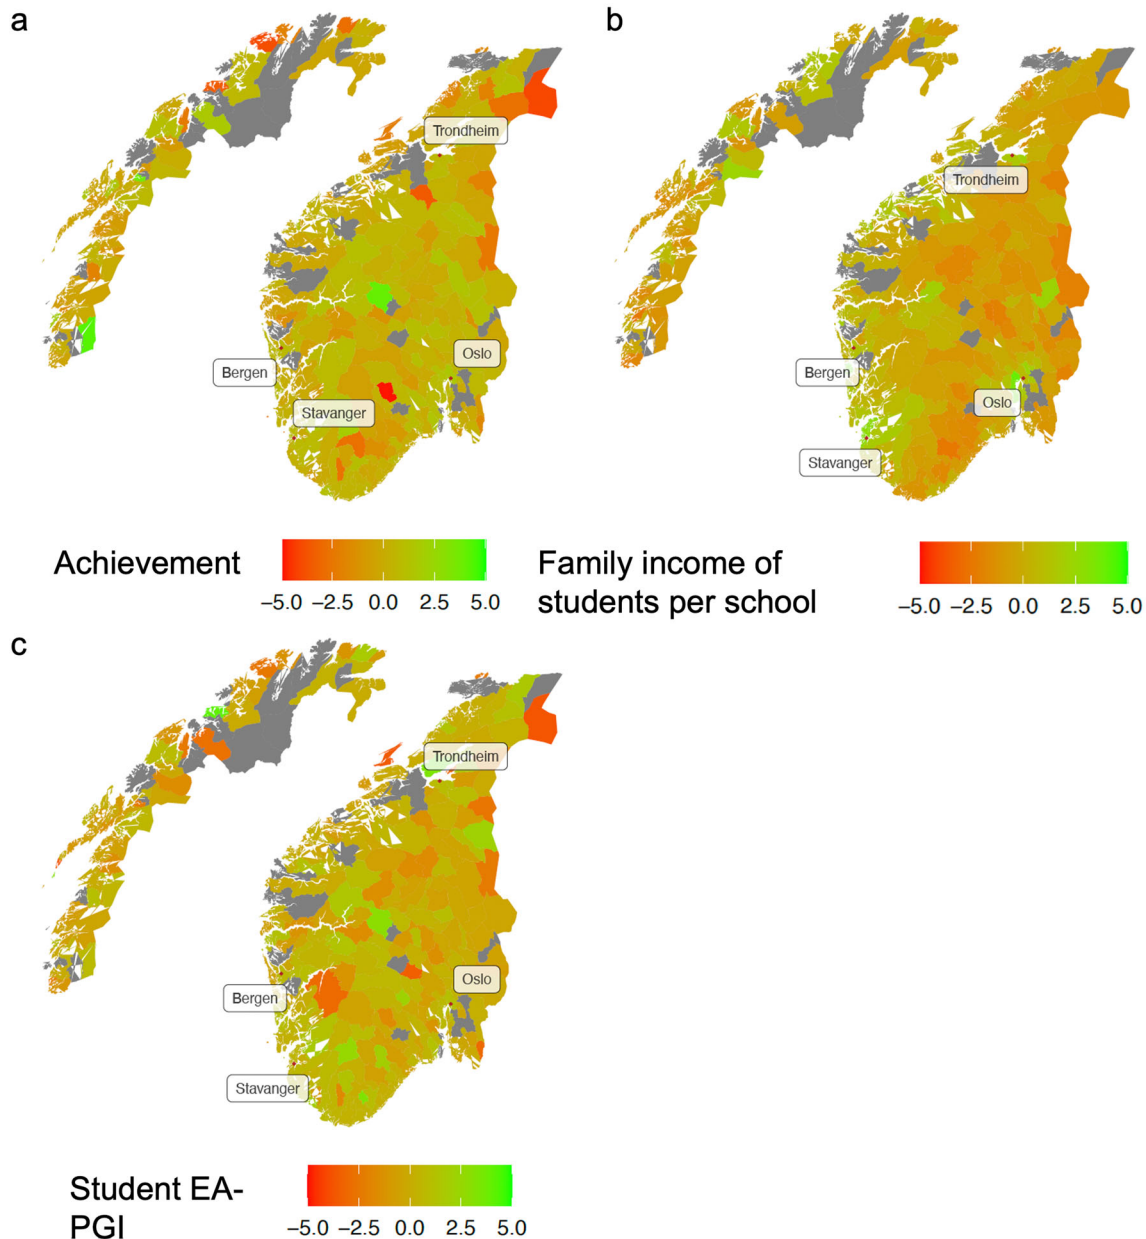 a
b
Trondheim
Trondheim
Oslo
Bergen
Bergen
Stavanger
Oslo
Stavanger
Achievement
−5.0 −2.5 0.0 2.5 5.0
Family income of
students per school
−5.0 −2.5 0.0 2.5 5.0
c
Trondheim
Oslo
Bergen
Stavanger
Student EA-
PGI
−5.0 −2.5 0.0 2.5 5.0